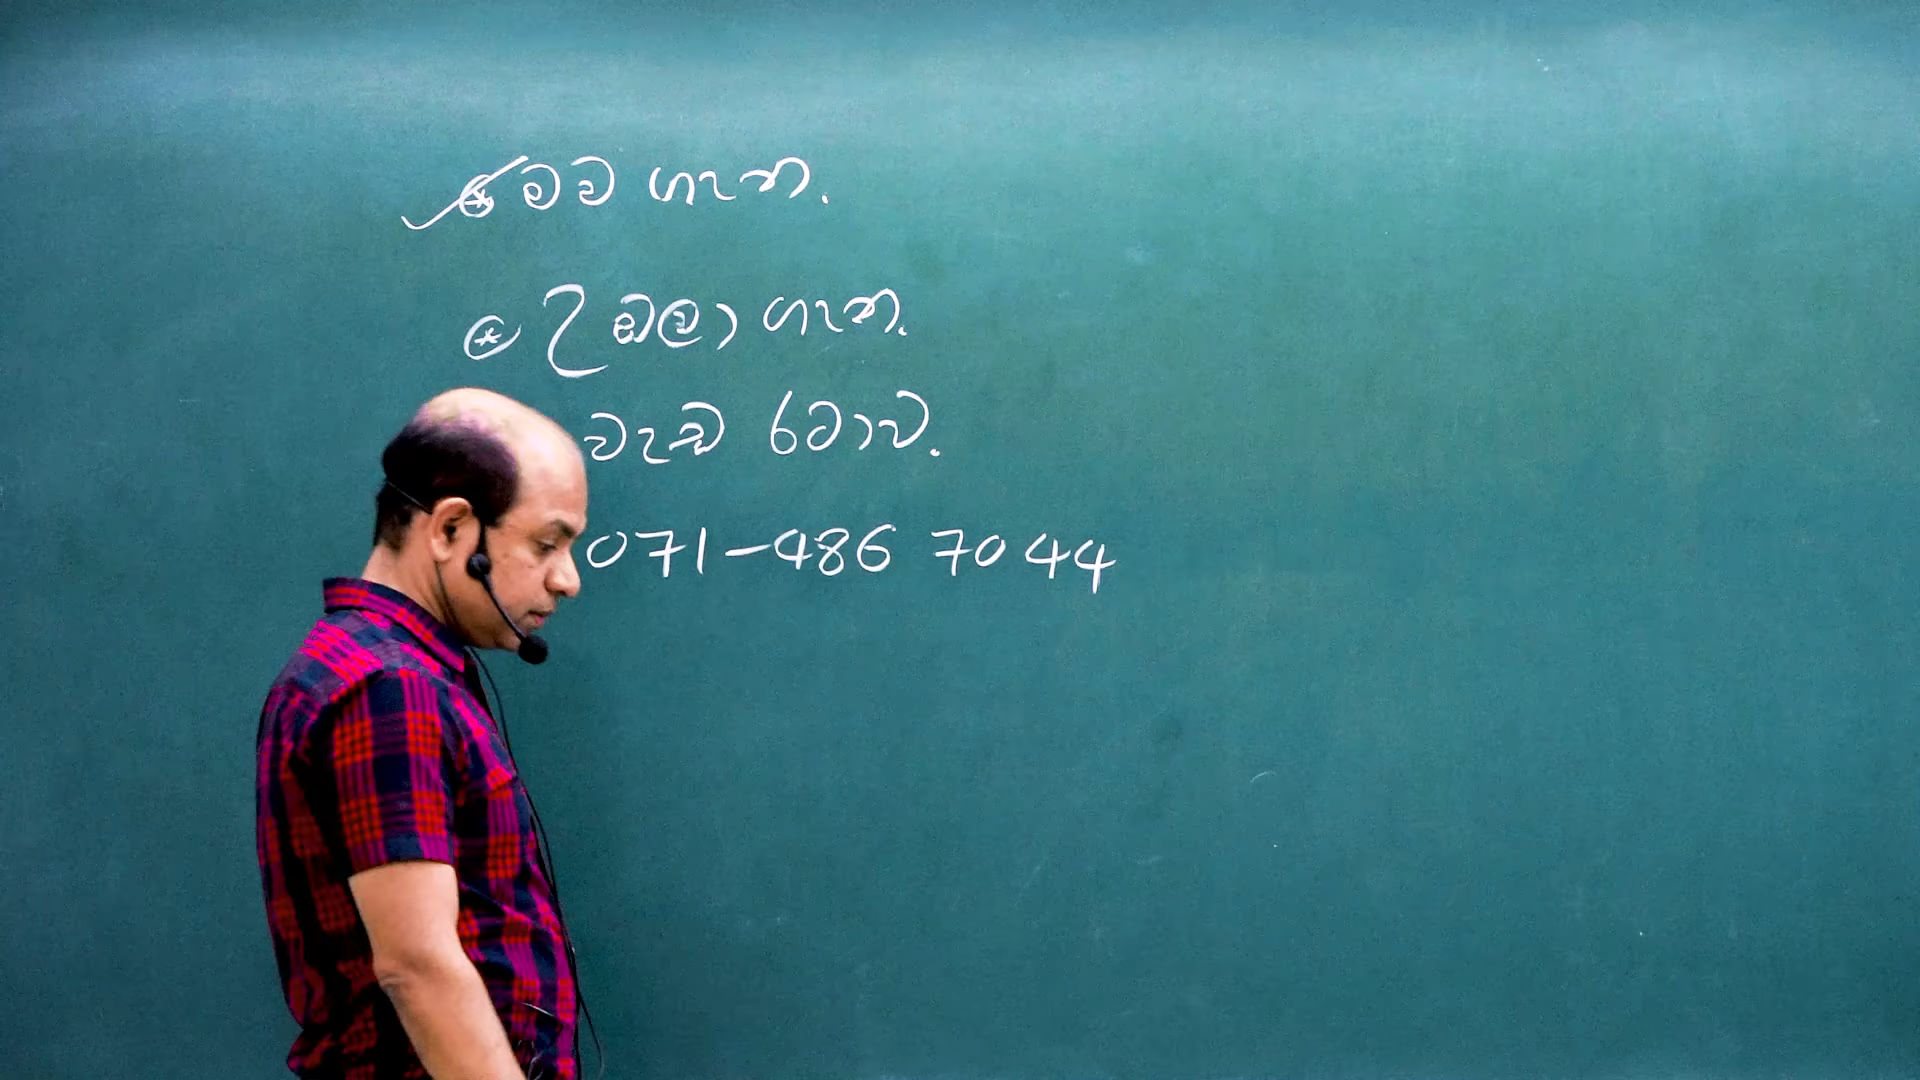 ⊛ මම ගැන.
⊛ උඹලා ගැන.
වැඩ රටාව.
071-486 7044